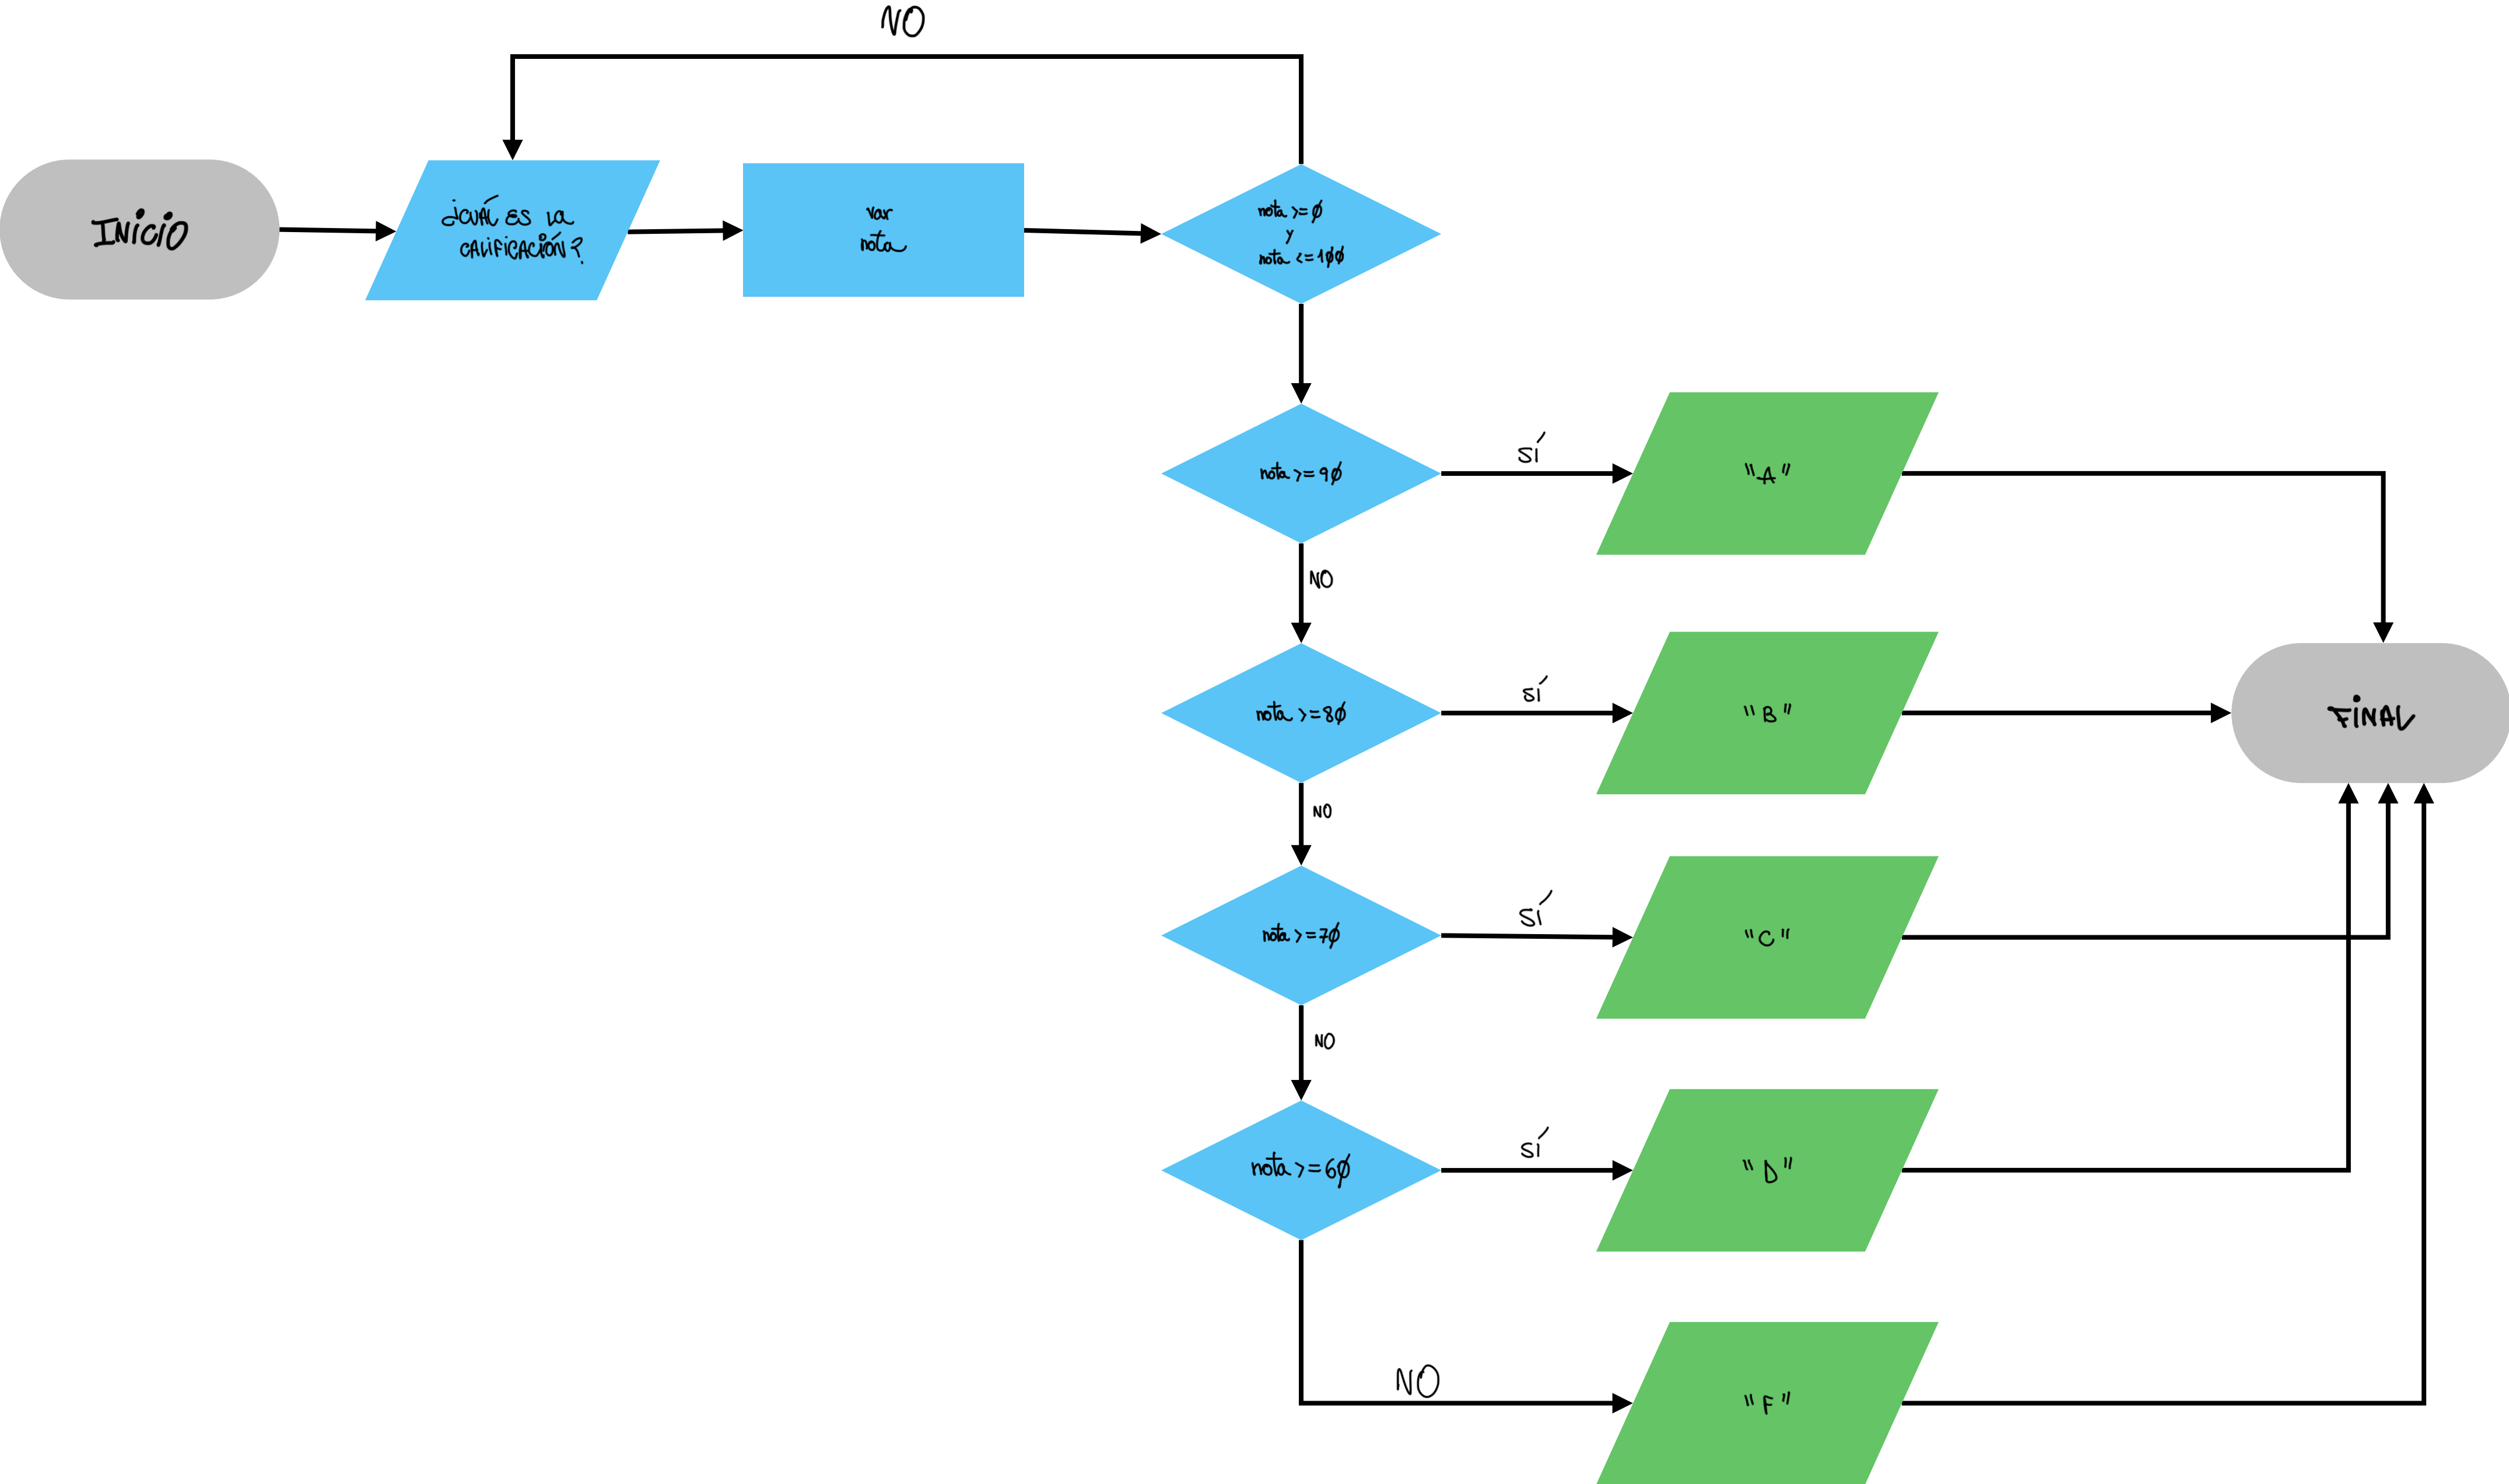 NO
INICIO
¿CUÁL ES LA
CALIFICACIÓN?
var
nota
nota >= 0
y
nota <= 100
nota >= 90
SÍ
"A"
NO
nota >= 80
SÍ
"B"
FINAL
NO
nota >= 70
SÍ
"C"
NO
nota >= 60
SÍ
"D"
NO
"F"